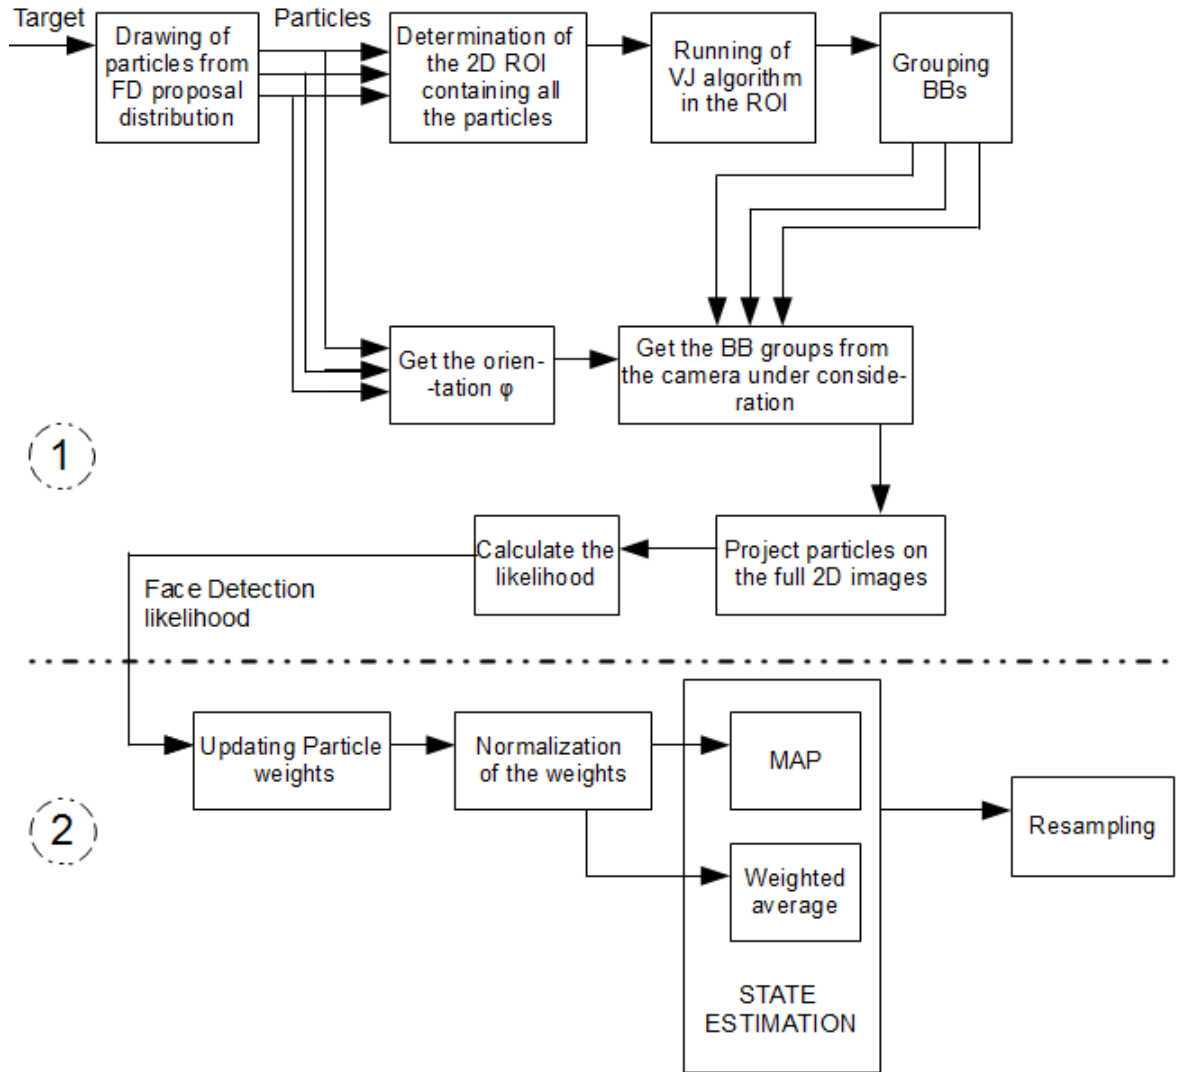 Target
Particles
Drawing of
particles from
FD proposal
distribution
Determination of
the 2D ROI
containing all
the particles
Running of
VJ algorithm
in the ROI
Grouping
BBs
Get the orien-
-tation φ
Get the BB groups from
the camera under conside-
ration
1
Calculate the
likelihood
Project particles on
the full 2D images
Face Detection
likelihood
Updating Particle
weights
Normalization
of the weights
MAP
Weighted
average
STATE
ESTIMATION
Resampling
2